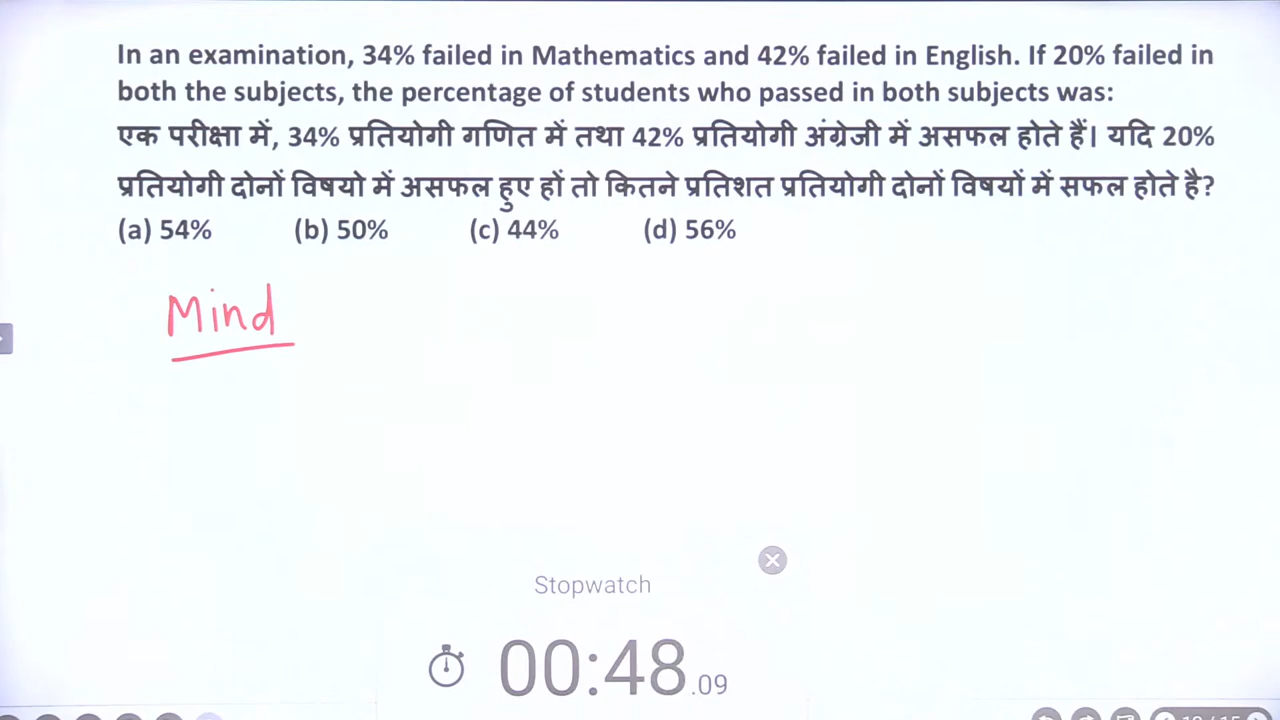 In an examination, 34% failed in Mathematics and 42% failed in English. If 20% failed in
both the subjects, the percentage of students who passed in both subjects was:
एक परीक्षा में, 34% प्रतियोगी गणित में तथा 42% प्रतियोगी अंग्रेजी में असफल होते हैं। यदि 20%
प्रतियोगी दोनों विषयो में असफल हुए हों तो कितने प्रतिशत प्रतियोगी दोनों विषयों में सफल होते है?
(a) 54% (b) 50% (c) 44% (d) 56%
Mind
Stopwatch
00:48.09